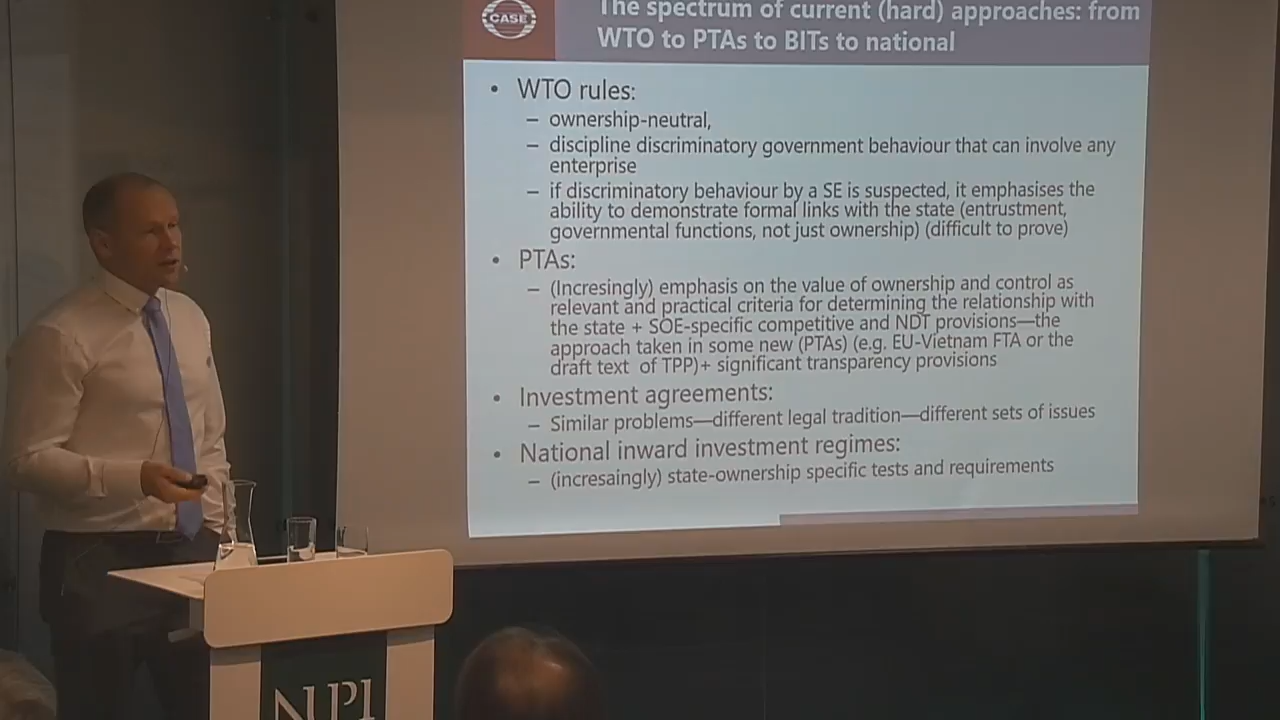 CASE
The spectrum of current (hard) approaches: from
WTO to PTAs to BITs to national
• WTO rules:
– ownership-neutral,
– discipline discriminatory government behaviour that can involve any
enterprise
– if discriminatory behaviour by a SE is suspected, it emphasises the
ability to demonstrate formal links with the state (entrustment,
governmental functions, not just ownership) (difficult to prove)
• PTAs:
– (Incresingly) emphasis on the value of ownership and control as
relevant and practical criteria for determining the relationship with
the state + SOE-specific competitive and NDT provisions—the
approach taken in some new (PTAs) (e.g. EU-Vietnam FTA or the
draft text of TPP)+ significant transparency provisions
• Investment agreements:
– Similar problems—different legal tradition—different sets of issues
• National inward investment regimes:
– (incresaingly) state-ownership specific tests and requirements
NUPI